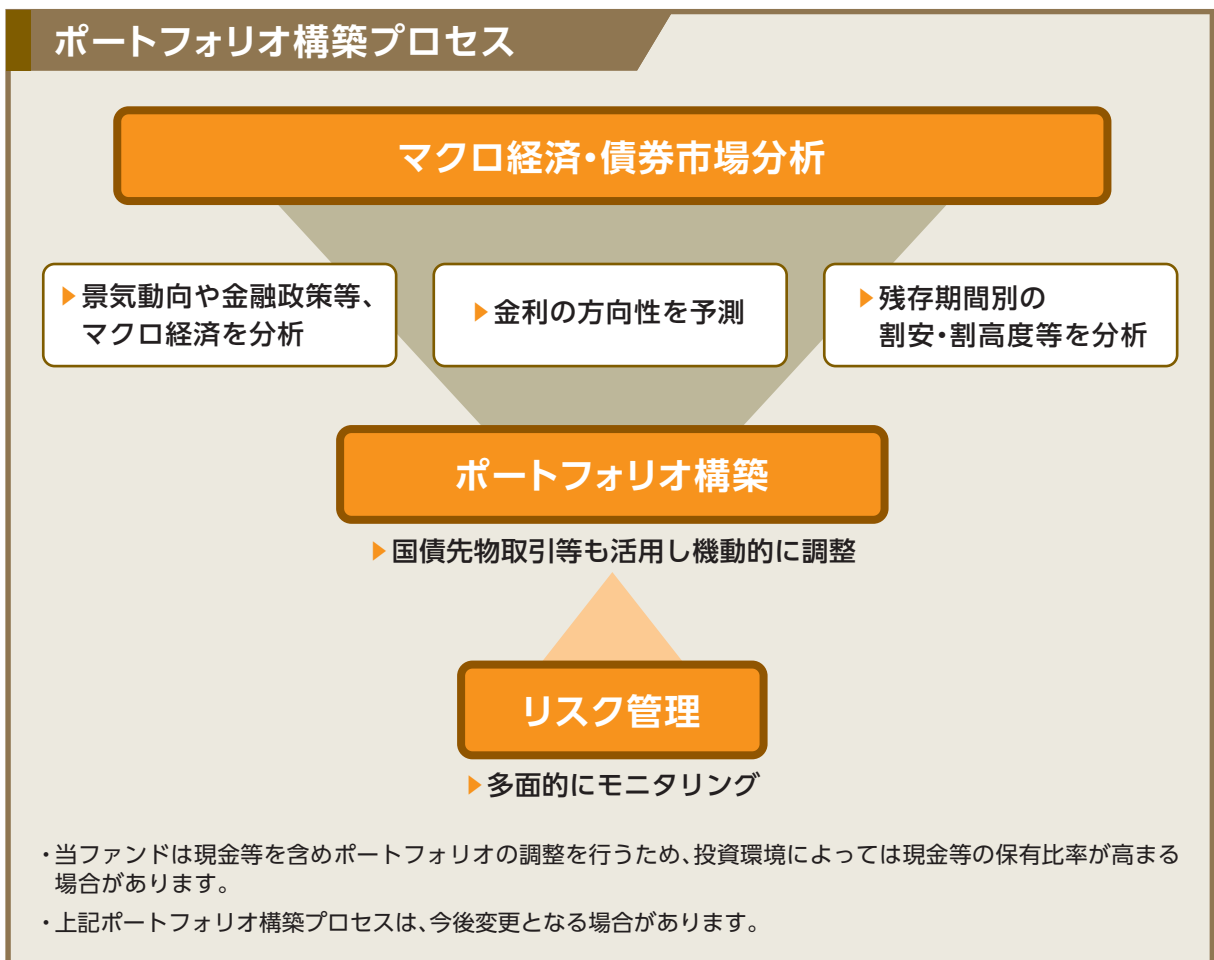 ポートフォリオ構築プロセス
マクロ経済・債券市場分析
▶景気動向や金融政策等、
マクロ経済を分析
▶金利の方向性を予測
▶残存期間別の
割安・割高度等を分析
ポートフォリオ構築
▶国債先物取引等も活用し機動的に調整
リスク管理
▶多面的にモニタリング
・当ファンドは現金等を含めポートフォリオの調整を行うため、投資環境によっては現金等の保有比率が高まる
場合があります。
・上記ポートフォリオ構築プロセスは、今後変更となる場合があります。